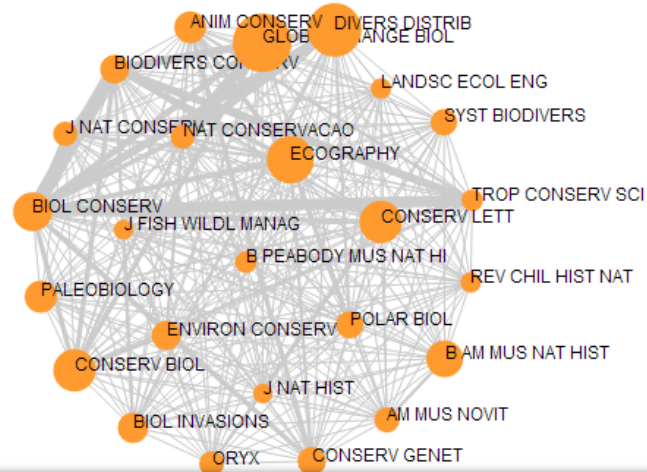 ANIM CONSERV
DIVERS DISTRIB
GLOB CHANGE BIOL
BIODIVERS CONSERV
LANDSC ECOL ENG
SYST BIODIVERS
J NAT CONSERV
NAT CONSERVACAO
ECOGRAPHY
TROP CONSERV SCI
BIOL CONSERV
CONSERV LETT
J FISH WILDL MANAG
B PEABODY MUS NAT HI
REV CHIL HIST NAT
PALEOBIOLOGY
POLAR BIOL
ENVIRON CONSERV
B AM MUS NAT HIST
CONSERV BIOL
J NAT HIST
AM MUS NOVIT
BIOL INVASIONS
ORYX
CONSERV GENET